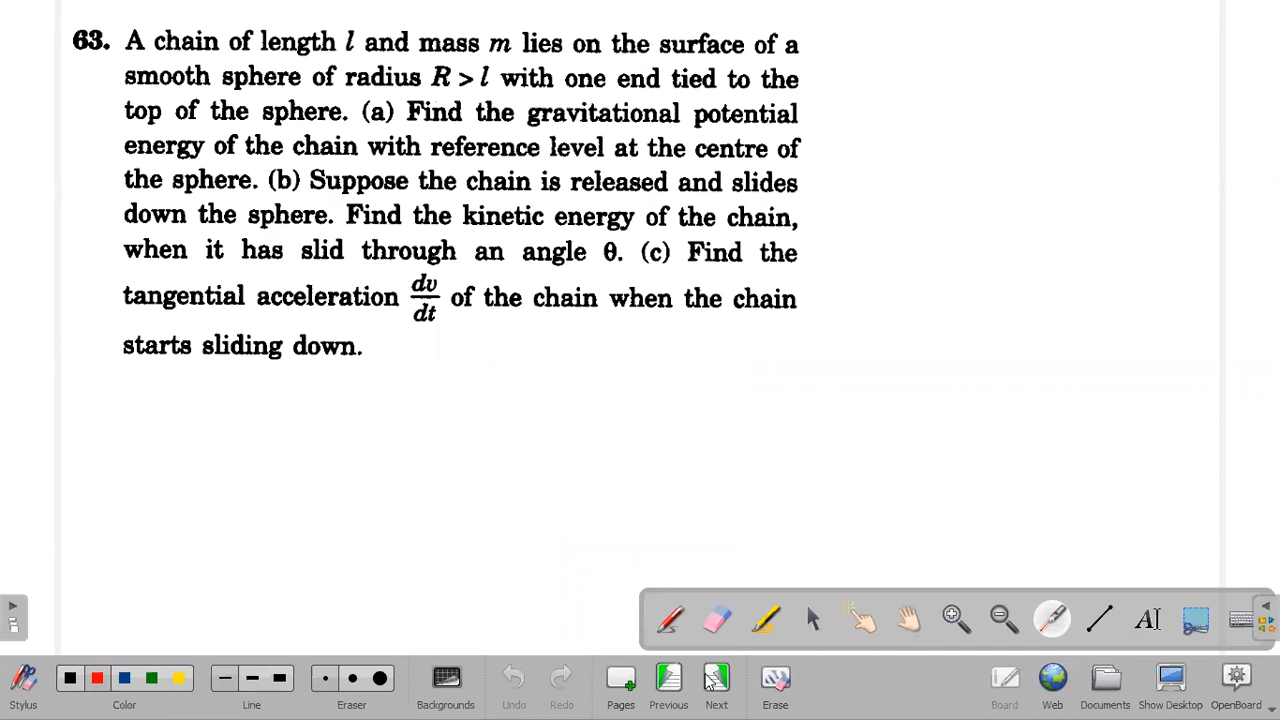 63. A chain of length l and mass m lies on the surface of a
smooth sphere of radius R > l with one end tied to the
top of the sphere. (a) Find the gravitational potential
energy of the chain with reference level at the centre of
the sphere. (b) Suppose the chain is released and slides
down the sphere. Find the kinetic energy of the chain,
when it has slid through an angle θ. (c) Find the
tangential acceleration dv/dt of the chain when the chain
starts sliding down.
Stylus Color Line Eraser Backgrounds Undo Redo Pages Previous Next Erase Board Web Documents Show Desktop OpenBoard